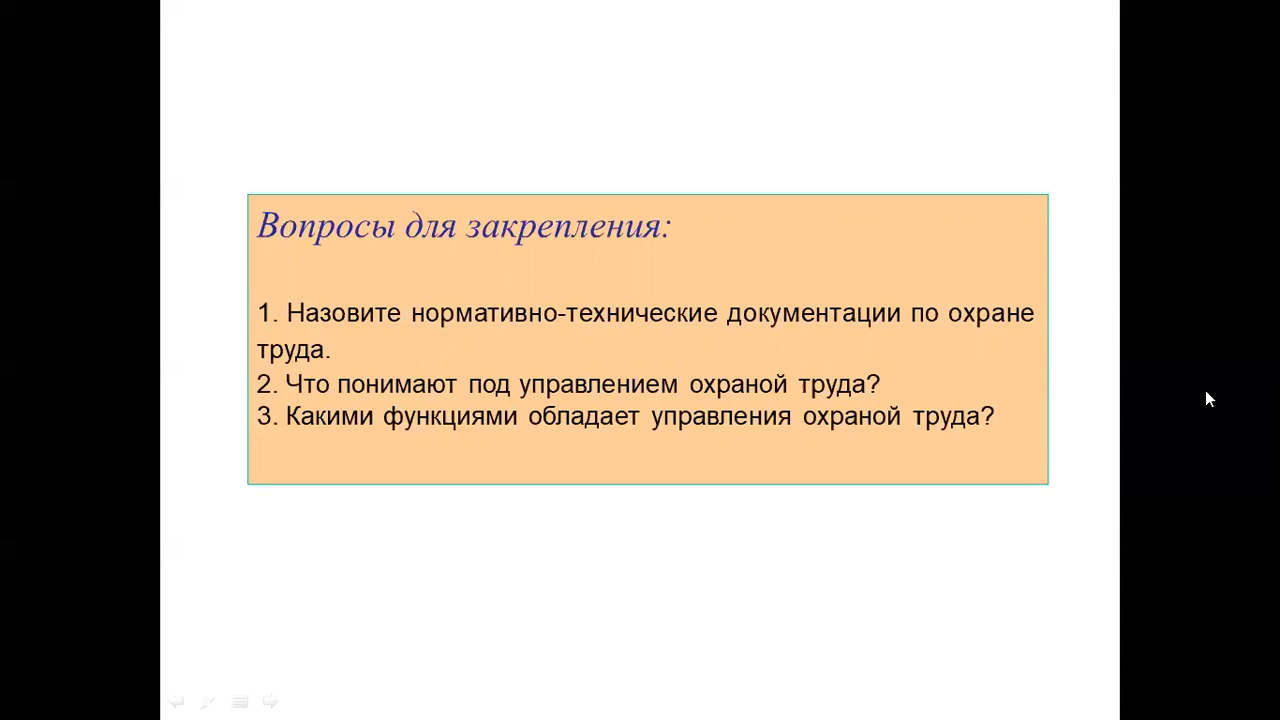 Вопросы для закрепления:
1. Назовите нормативно-технические документации по охране
труда.
2. Что понимают под управлением охраной труда?
3. Какими функциями обладает управления охраной труда?